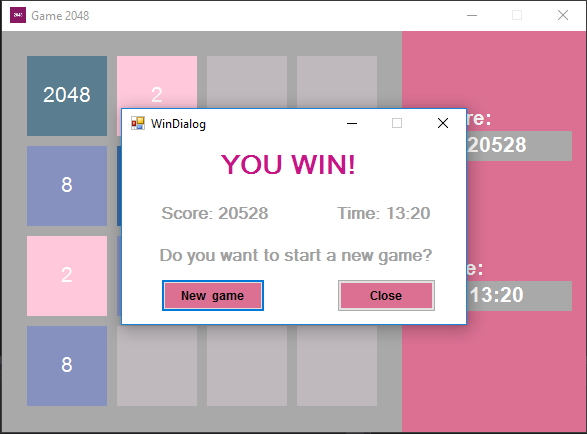 Game 2048
2048 2
WinDialog
YOU WIN!
re:
8
20528
Score: 20528 Time: 13:20
Do you want to start a new game?
2
e:
New game Close
13:20
8